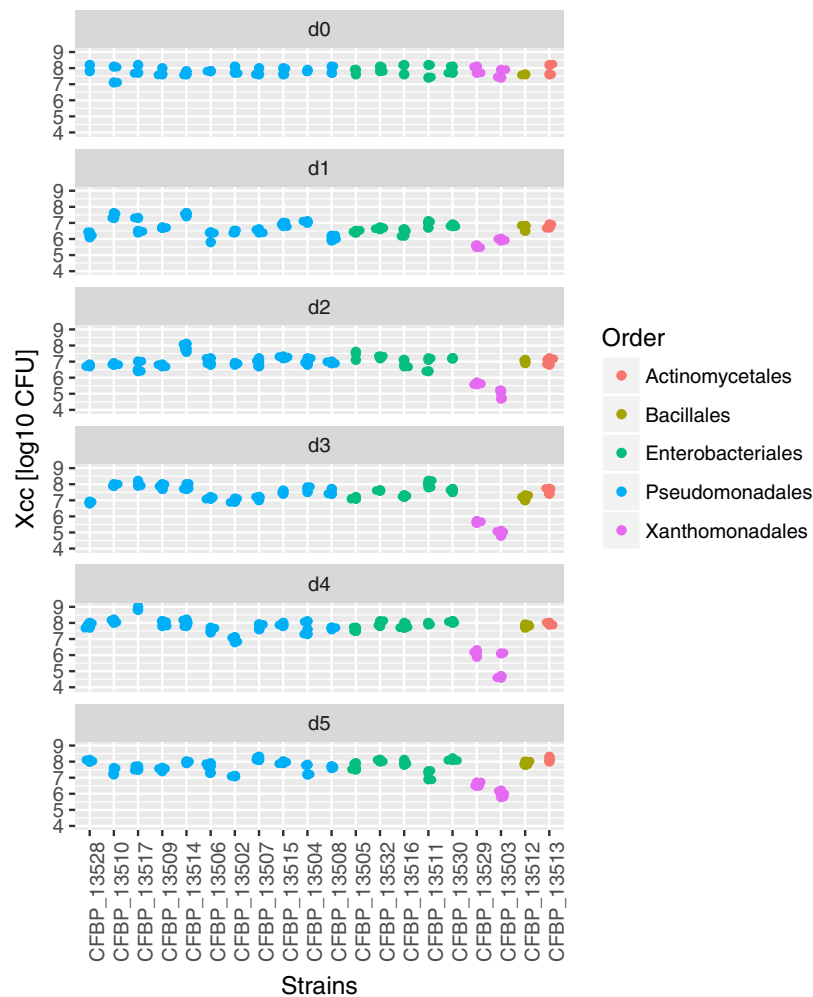 d0
9
8
7
6
5
4
d1
9
8
7
6
5
4
d2
9
8
7
6
5
4
d3
9
8
7
6
5
4
d4
9
8
7
6
5
4
d5
9
8
7
6
5
4
Xcc [log10 CFU]
CFBP_13528
CFBP_13510
CFBP_13517
CFBP_13509
CFBP_13514
CFBP_13506
CFBP_13502
CFBP_13507
CFBP_13515
CFBP_13504
CFBP_13508
CFBP_13505
CFBP_13532
CFBP_13516
CFBP_13511
CFBP_13530
CFBP_13529
CFBP_13503
CFBP_13512
CFBP_13513
Strains
Order
Actinomycetales
Bacillales
Enterobacteriales
Pseudomonadales
Xanthomonadales